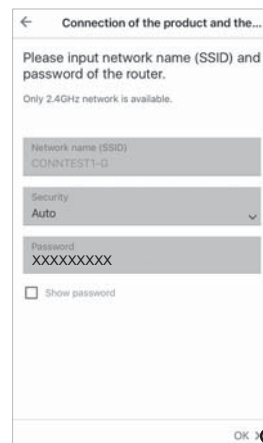 Connection of the product and the...
Please input network name (SSID) and
password of the router.
Only 2.4GHz network is available.
Network name (SSID)
CONNTEST1-G
Security
Auto
Password
XXXXXXXXX
Show password
OK